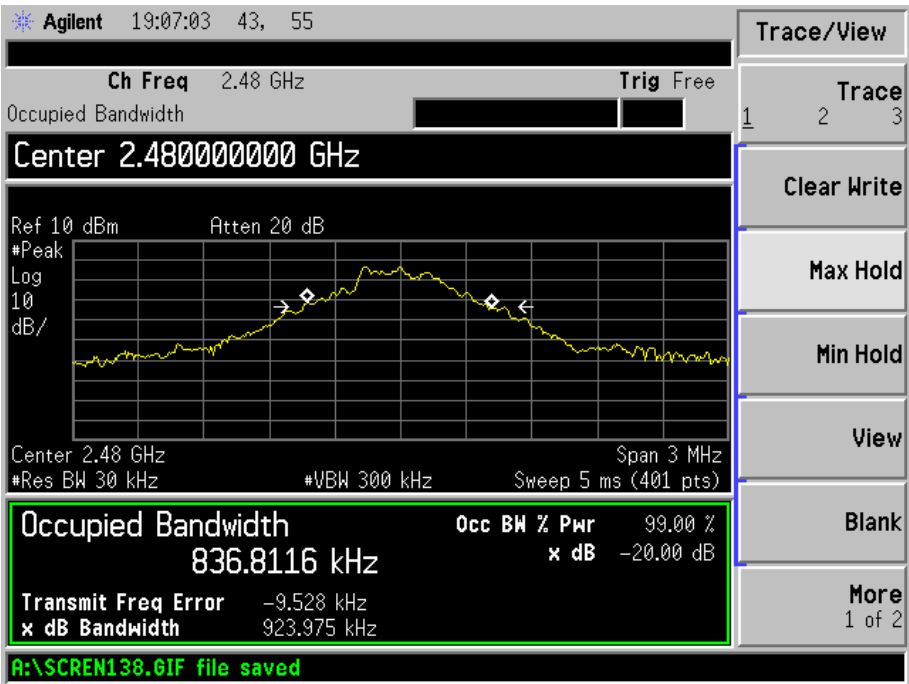 Agilent 19:07:03 43, 55
Ch Freq 2.48 GHz Trig Free
Occupied Bandwidth
Center 2.480000000 GHz
Ref 10 dBm Atten 20 dB
#Peak
Log
10
dB/
Center 2.48 GHz Span 3 MHz
#Res BW 30 kHz #VBW 300 kHz Sweep 5 ms (401 pts)
Occupied Bandwidth Occ BW % Pwr 99.00 %
836.8116 kHz x dB -20.00 dB
Transmit Freq Error -9.528 kHz
x dB Bandwidth 923.975 kHz
A:\SCREN138.GIF file saved
Trace/View
Trace
1 2 3
Clear Write
Max Hold
Min Hold
View
Blank
More
1 of 2